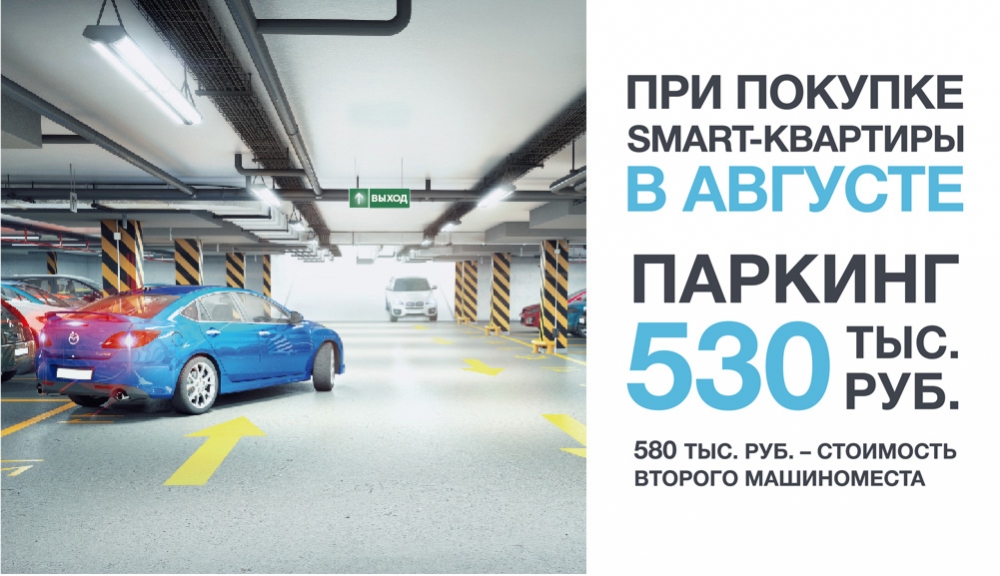 ВЫХОД
ПРИ ПОКУПКЕ
SMART-КВАРТИРЫ
В АВГУСТЕ
ПАРКИНГ
530 ТЫС.
РУБ.
580 ТЫС. РУБ. – СТОИМОСТЬ
ВТОРОГО МАШИНОМЕСТА